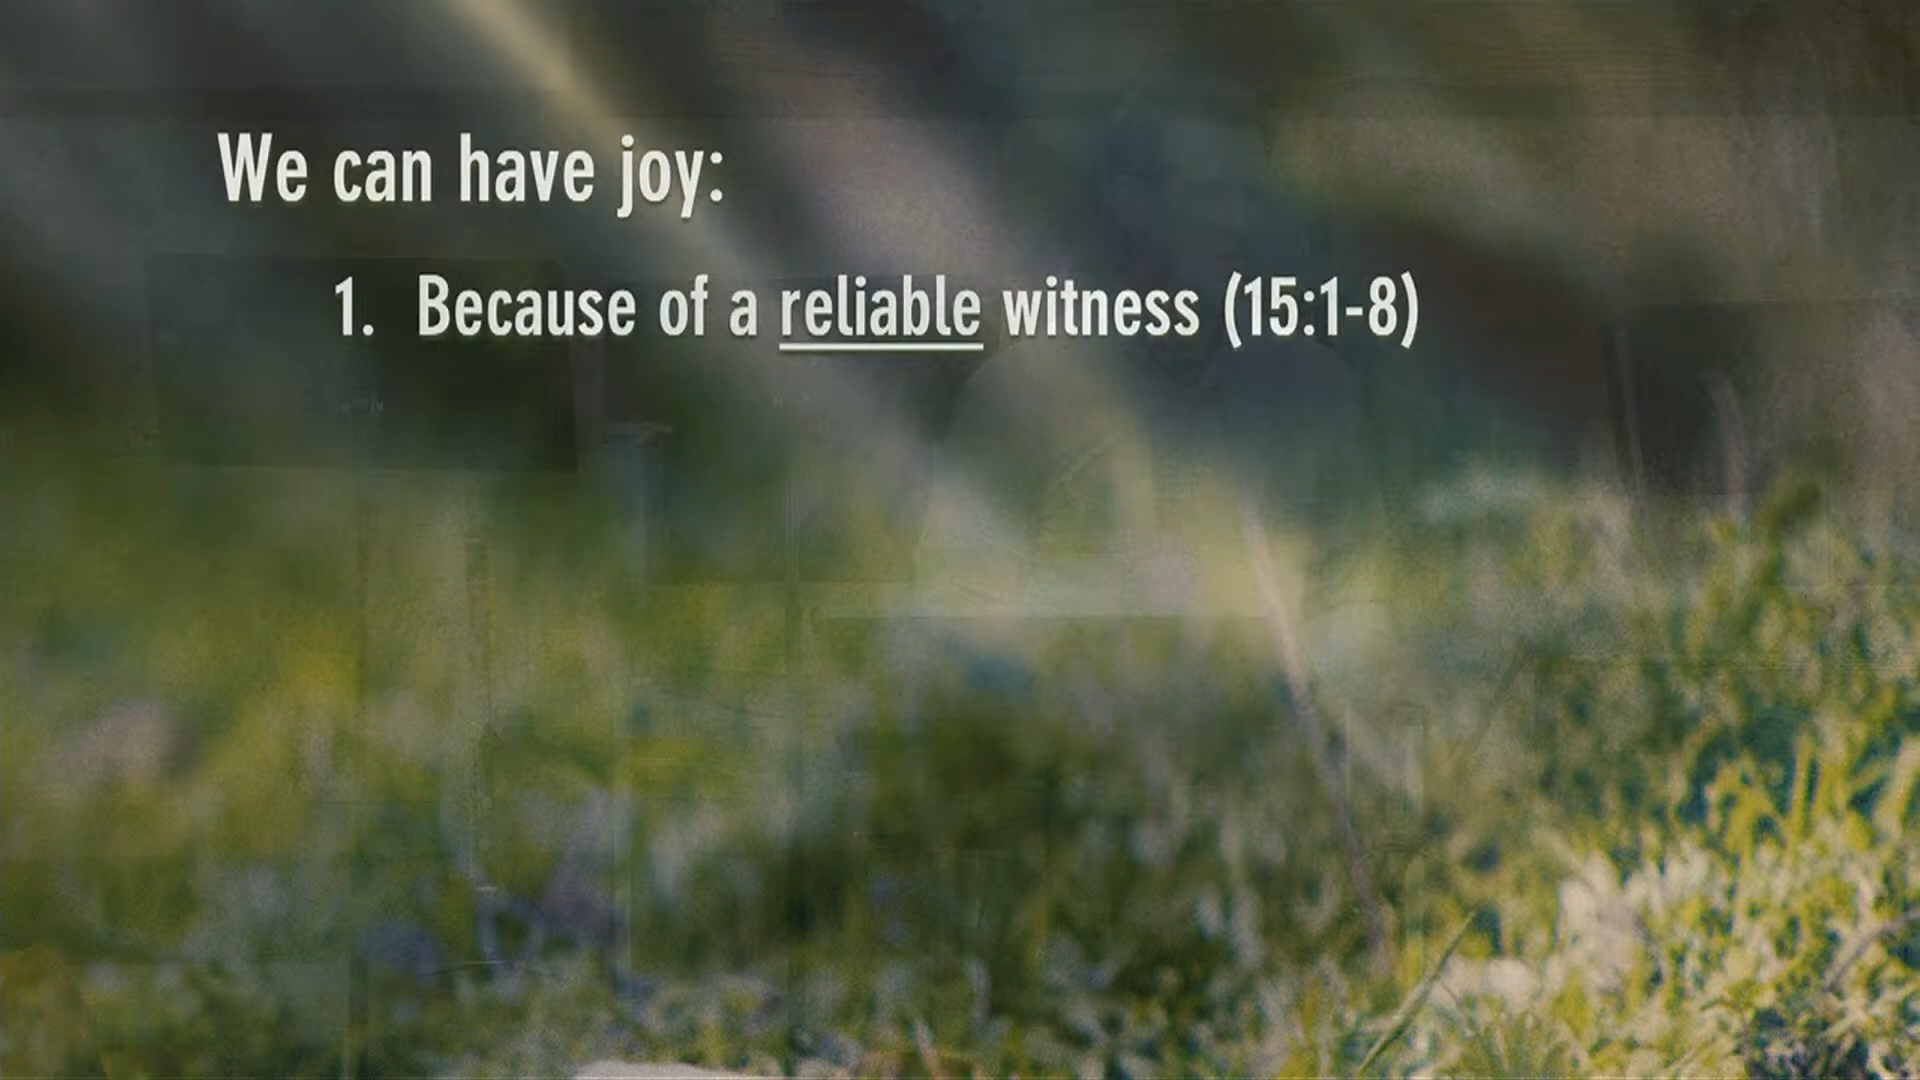 We can have joy:
1. Because of a reliable witness (15:1-8)